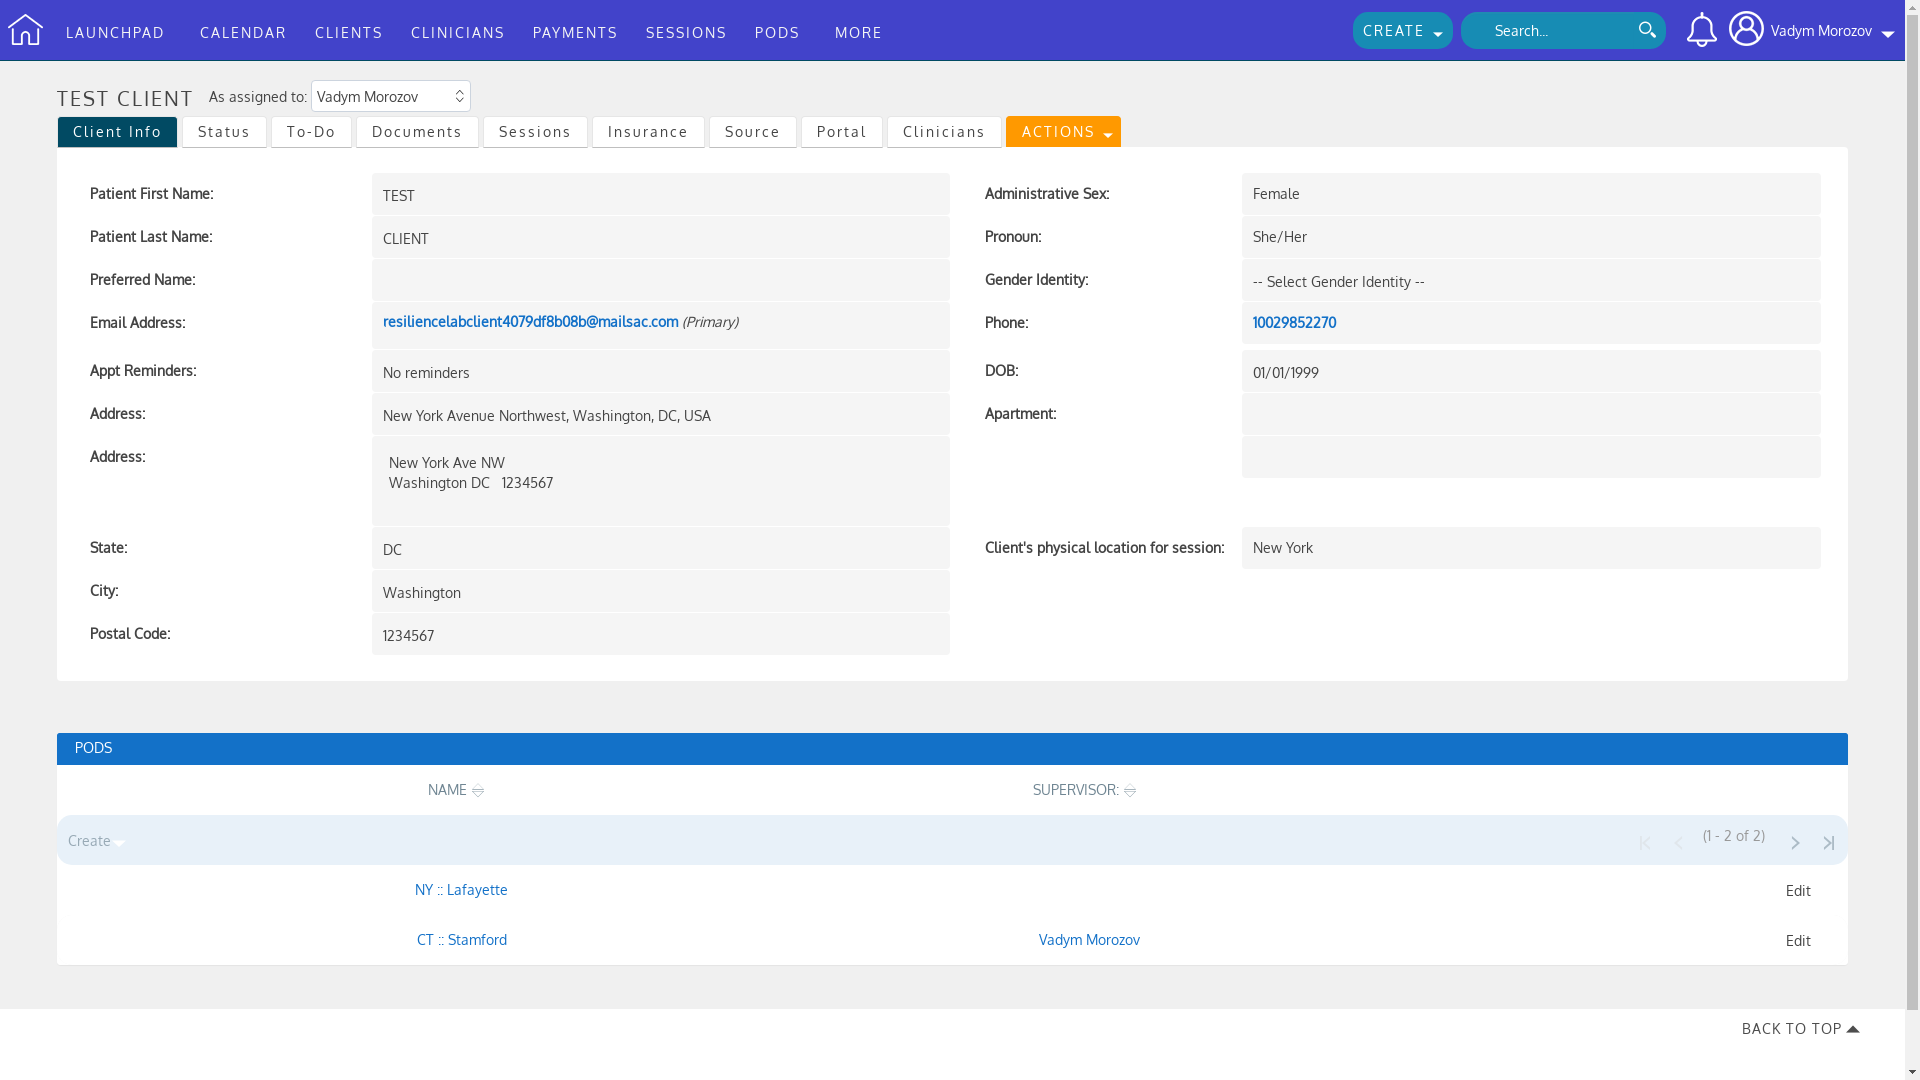 LAUNCHPAD CALENDAR CLIENTS CLINICIANS PAYMENTS SESSIONS PODS MORE CREATE Search... Vadym Morozov
TEST CLIENT As assigned to: Vadym Morozov
Client Info Status To-Do Documents Sessions Insurance Source Portal Clinicians ACTIONS
Patient First Name: TEST Administrative Sex: Female
Patient Last Name: CLIENT Pronoun: She/Her
Preferred Name: Gender Identity: -- Select Gender Identity --
Email Address: resiliencelabclient4079df8b08b@mailsac.com (Primary) Phone: 10029852270
Appt Reminders: No reminders DOB: 01/01/1999
Address: New York Avenue Northwest, Washington, DC, USA Apartment:
Address: New York Ave NW
Washington DC 1234567
State: DC Client's physical location for session: New York
City: Washington
Postal Code: 1234567
PODS
NAME SUPERVISOR:
Create (1 - 2 of 2)
NY :: Lafayette Edit
CT :: Stamford Vadym Morozov Edit
BACK TO TOP